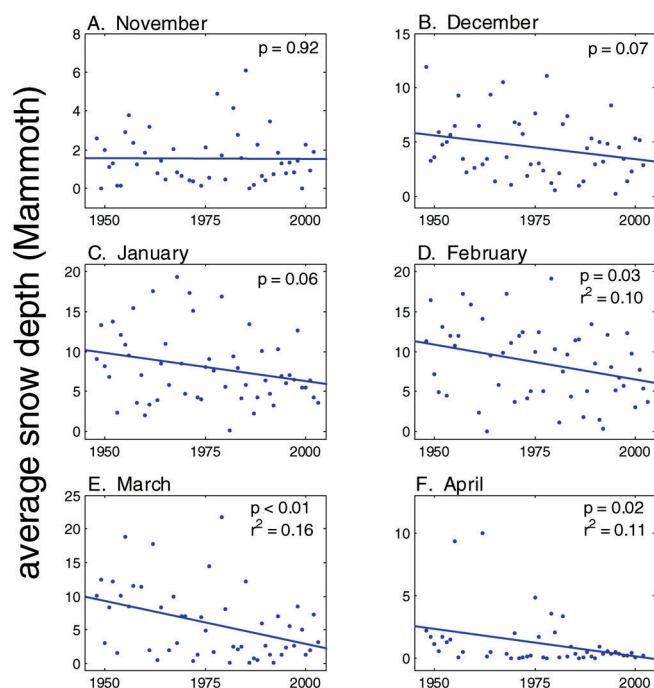 average snow depth (Mammoth)
A. November
p = 0.92
8
6
4
2
0
1950
1975
2000
B. December
p = 0.07
15
10
5
0
1950
1975
2000
C. January
p = 0.06
20
15
10
5
0
1950
1975
2000
D. February
p = 0.03
r² = 0.10
20
15
10
5
0
1950
1975
2000
E. March
p < 0.01
r² = 0.16
25
20
15
10
5
0
1950
1975
2000
F. April
p = 0.02
r² = 0.11
10
5
0
1950
1975
2000